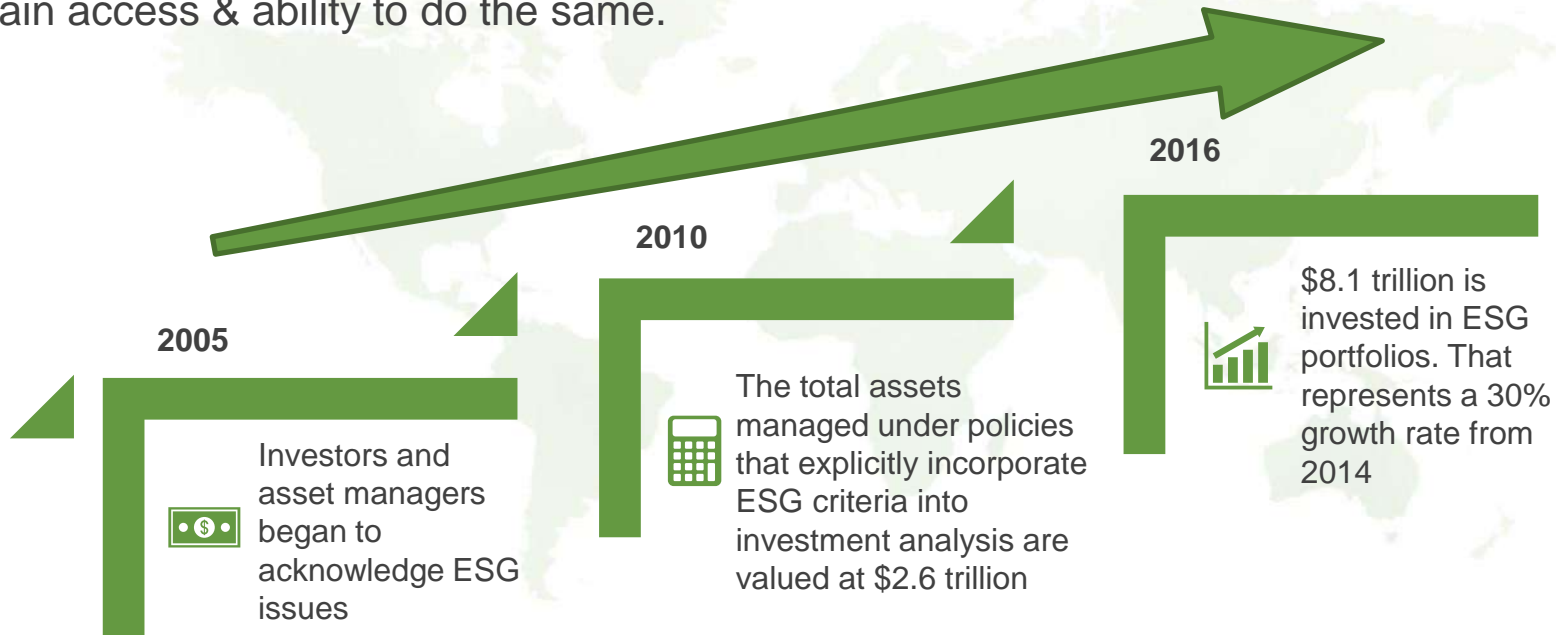 ain access & ability to do the same.
2016
2010
2005
$8.1 trillion is
invested in ESG
portfolios. That
represents a 30%
growth rate from
2014
The total assets
managed under policies
that explicitly incorporate
ESG criteria into
investment analysis are
valued at $2.6 trillion
Investors and
asset managers
began to
acknowledge ESG
issues
$